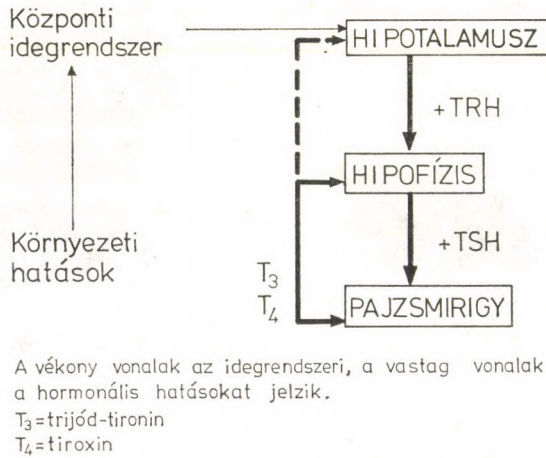 Központi
idegrendszer
HIPOTALAMUSZ
+TRH
HIPOFÍZIS
Környezeti
hatások
+TSH
T₃
T₄
PAJZSMIRIGY
A vékony vonalak az idegrendszeri, a vastag vonalak
a hormonális hatásokat jelzik.
T₃=trijód-tironin
T₄=tiroxin